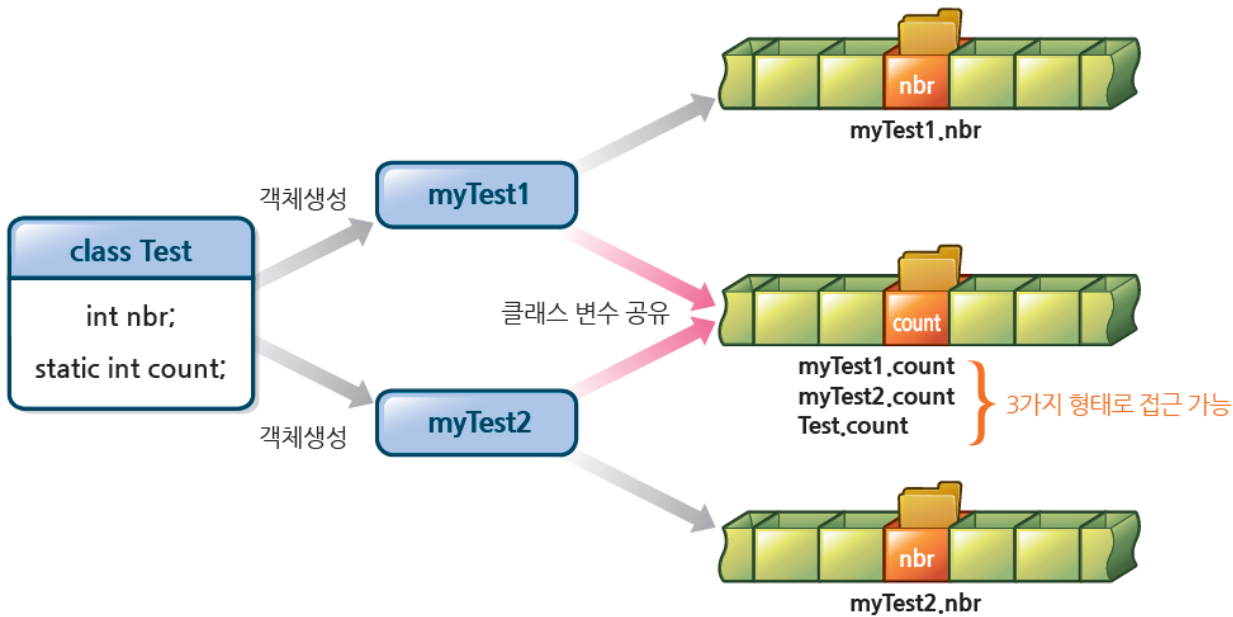 nbr
myTest1.nbr
객체생성
myTest1
class Test
int nbr;
static int count;
클래스 변수 공유
count
myTest1.count
myTest2.count
Test.count
3가지 형태로 접근 가능
객체생성
myTest2
nbr
myTest2.nbr